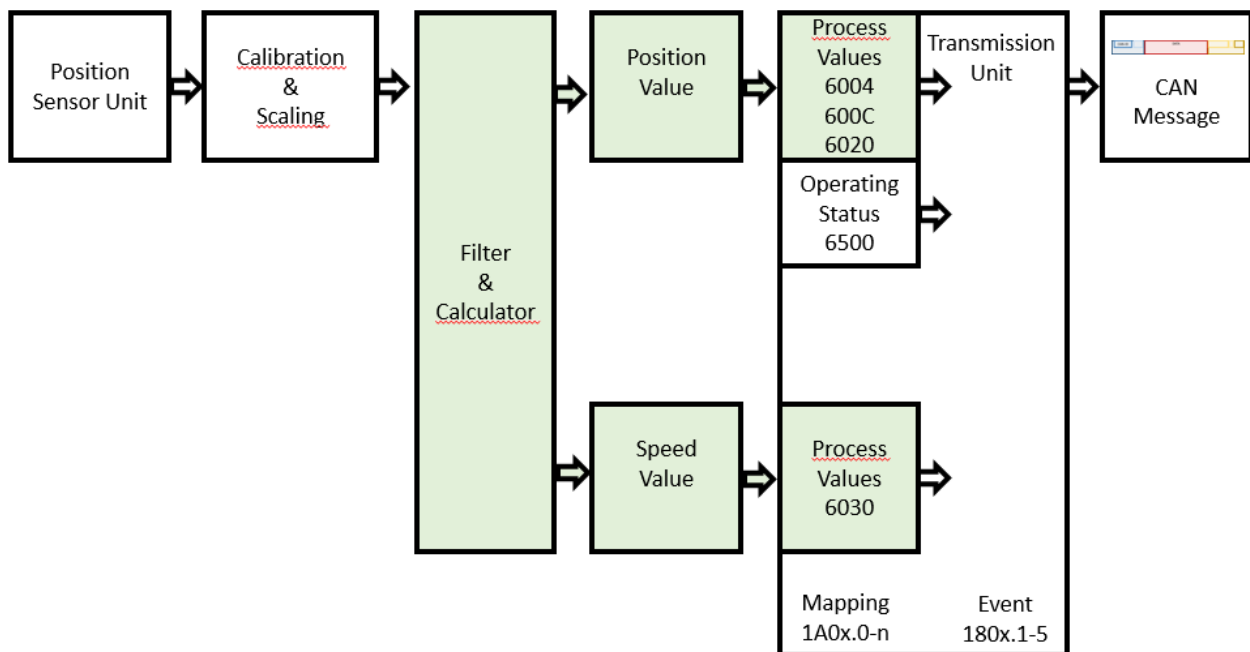 Position
Sensor Unit
Calibration
&
Scaling
Filter
&
Calculator
Position
Value
Process
Values
6004
600C
6020
Operating
Status
6500
Transmission
Unit
CAN
Message
Speed
Value
Process
Values
6030
Mapping
1A0x.0-n
Event
180x.1-5